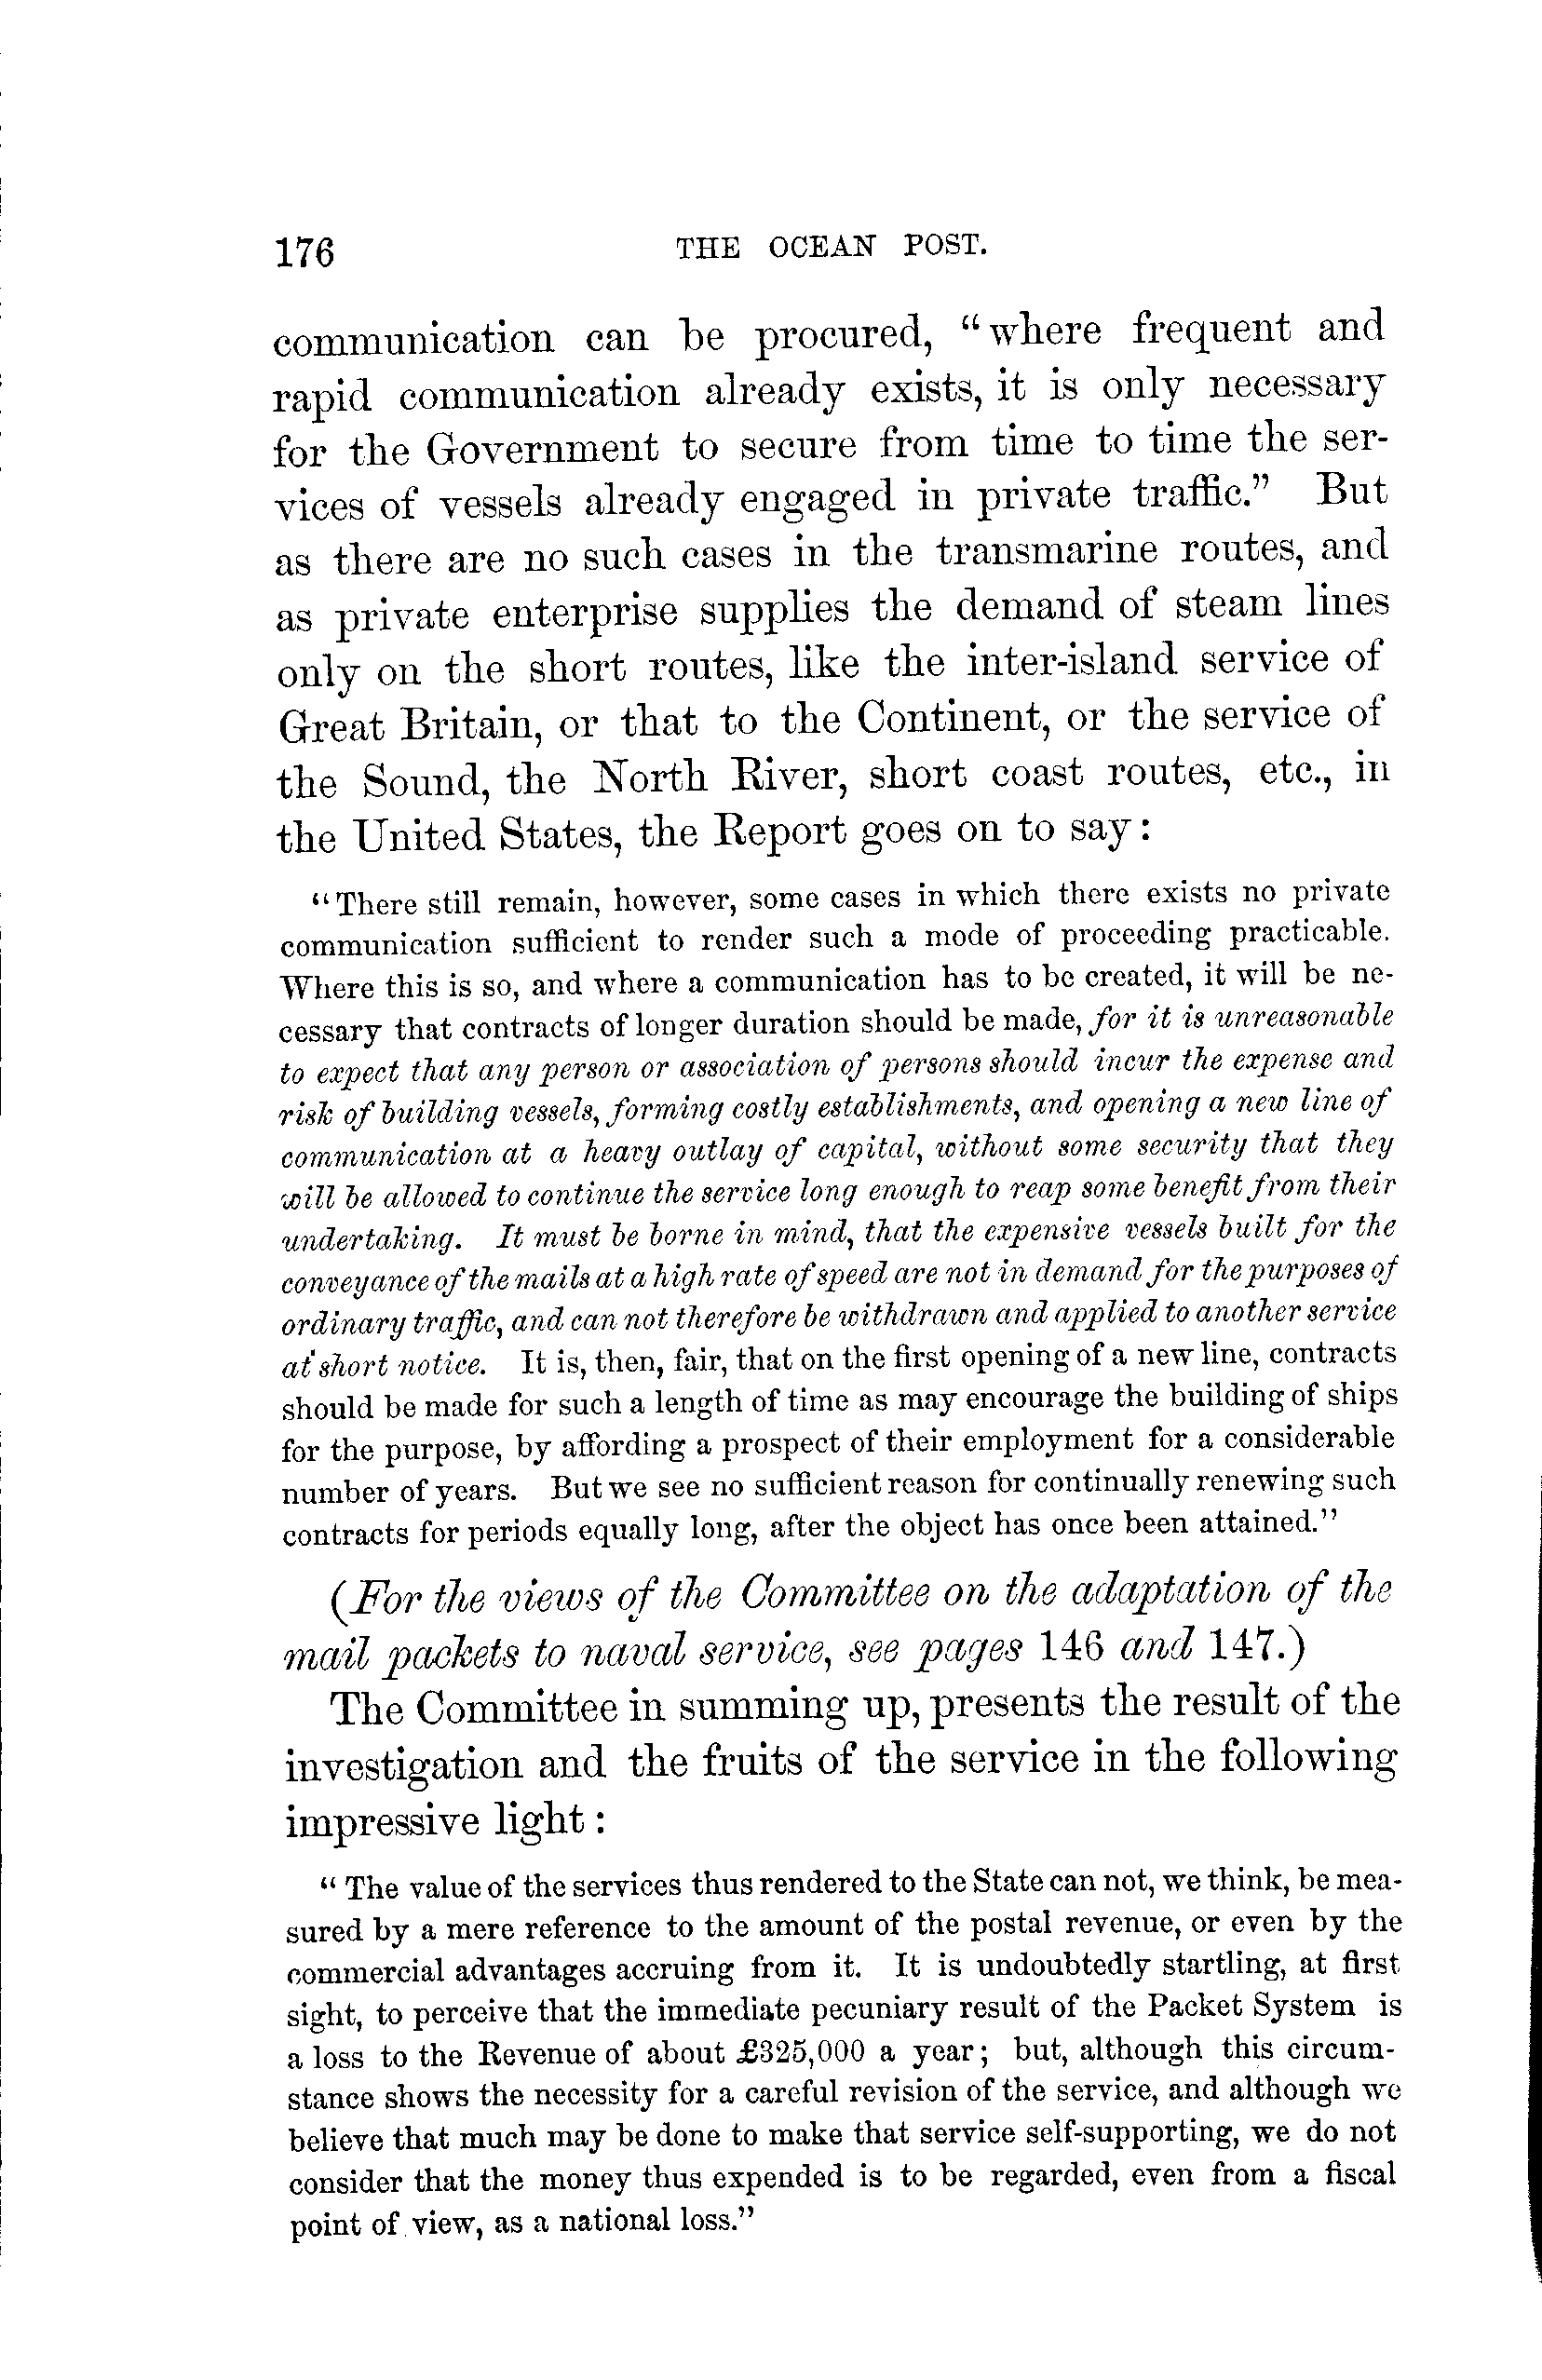 176 THE OCEAN POST.
communication can be procured, "where frequent and
rapid communication already exists, it is only necessary
for the Government to secure from time to time the ser-
vices of vessels already engaged in private traffic." But
as there are no such cases in the transmarine routes, and
as private enterprise supplies the demand of steam lines
only on the short routes, like the inter-island service of
Great Britain, or that to the Continent, or the service of
the Sound, the North River, short coast routes, etc., in
the United States, the Report goes on to say:
"There still remain, however, some cases in which there exists no private
communication sufficient to render such a mode of proceeding practicable.
Where this is so, and where a communication has to be created, it will be ne-
cessary that contracts of longer duration should be made, for it is unreasonable
to expect that any person or association of persons should incur the expense and
risk of building vessels, forming costly establishments, and opening a new line of
communication at a heavy outlay of capital, without some security that they
will be allowed to continue the service long enough to reap some benefit from their
undertaking. It must be borne in mind, that the expensive vessels built for the
conveyance of the mails at a high rate of speed are not in demand for the purposes of
ordinary traffic, and can not therefore be withdrawn and applied to another service
at short notice. It is, then, fair, that on the first opening of a new line, contracts
should be made for such a length of time as may encourage the building of ships
for the purpose, by affording a prospect of their employment for a considerable
number of years. But we see no sufficient reason for continually renewing such
contracts for periods equally long, after the object has once been attained."
(For the views of the Committee on the adaptation of the
mail packets to naval service, see pages 146 and 147.)
The Committee in summing up, presents the result of the
investigation and the fruits of the service in the following
impressive light:
"The value of the services thus rendered to the State can not, we think, be mea-
sured by a mere reference to the amount of the postal revenue, or even by the
commercial advantages accruing from it. It is undoubtedly startling, at first
sight, to perceive that the immediate pecuniary result of the Packet System is
a loss to the Revenue of about £325,000 a year; but, although this circum-
stance shows the necessity for a careful revision of the service, and although we
believe that much may be done to make that service self-supporting, we do not
consider that the money thus expended is to be regarded, even from a fiscal
point of view, as a national loss."